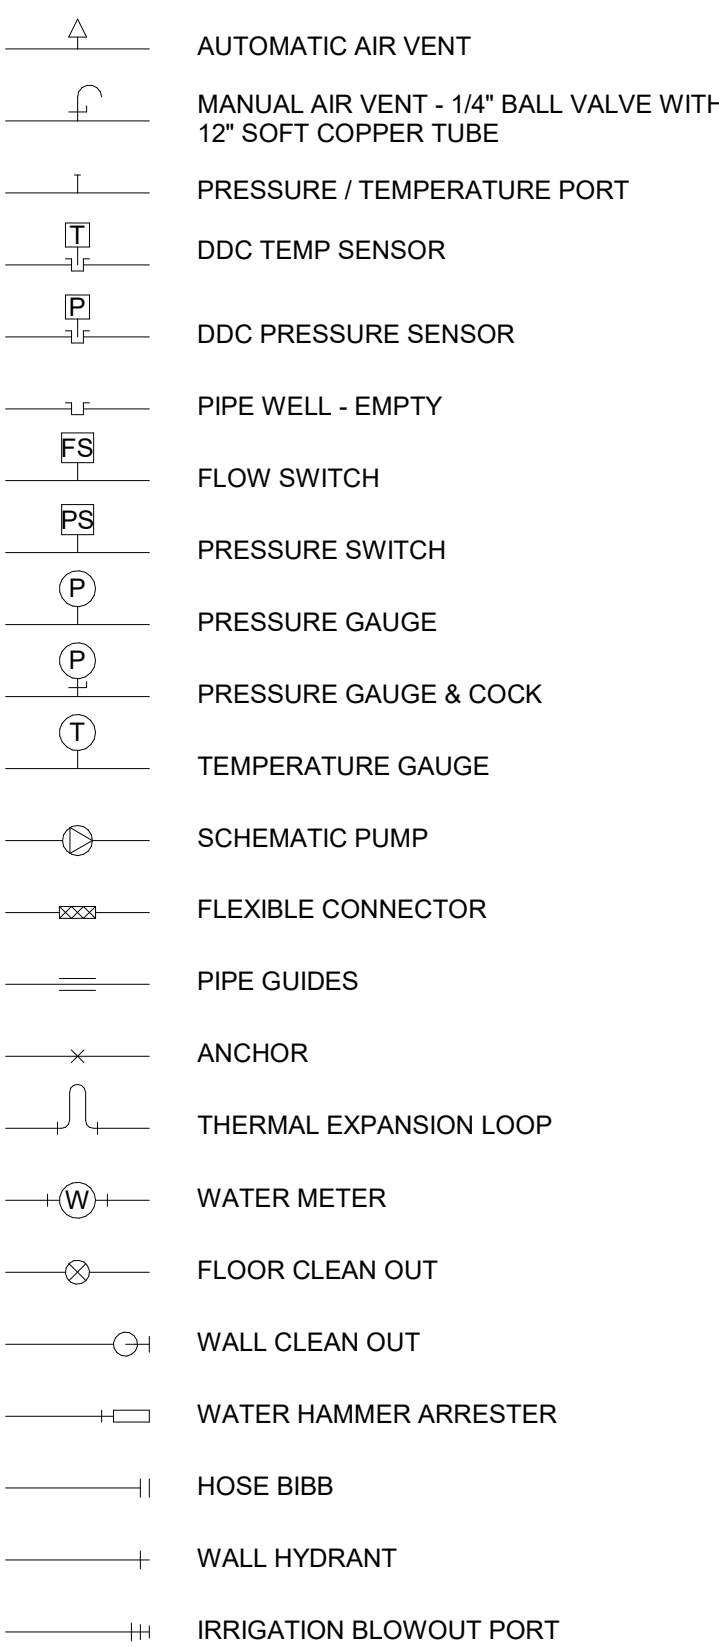 AUTOMATIC AIR VENT
MANUAL AIR VENT - 1/4" BALL VALVE WITH
12" SOFT COPPER TUBE
PRESSURE / TEMPERATURE PORT
T
DDC TEMP SENSOR
P
DDC PRESSURE SENSOR
PIPE WELL - EMPTY
FS
FLOW SWITCH
PS
PRESSURE SWITCH
P
PRESSURE GAUGE
P
PRESSURE GAUGE & COCK
T
TEMPERATURE GAUGE
SCHEMATIC PUMP
FLEXIBLE CONNECTOR
PIPE GUIDES
ANCHOR
THERMAL EXPANSION LOOP
W
WATER METER
FLOOR CLEAN OUT
WALL CLEAN OUT
WATER HAMMER ARRESTER
HOSE BIBB
WALL HYDRANT
IRRIGATION BLOWOUT PORT